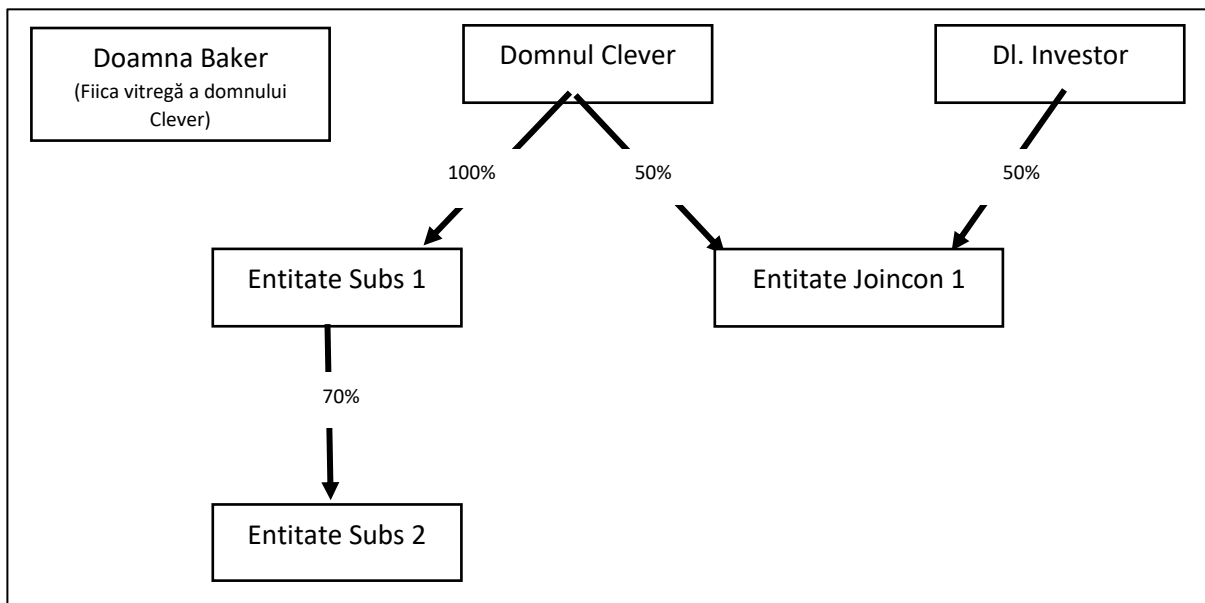 Doamna Baker
(Fiica vitregă a domnului
Clever)
Domnul Clever
Dl. Investor
100%
50%
50%
Entitate Subs 1
Entitate Joincon 1
70%
Entitate Subs 2